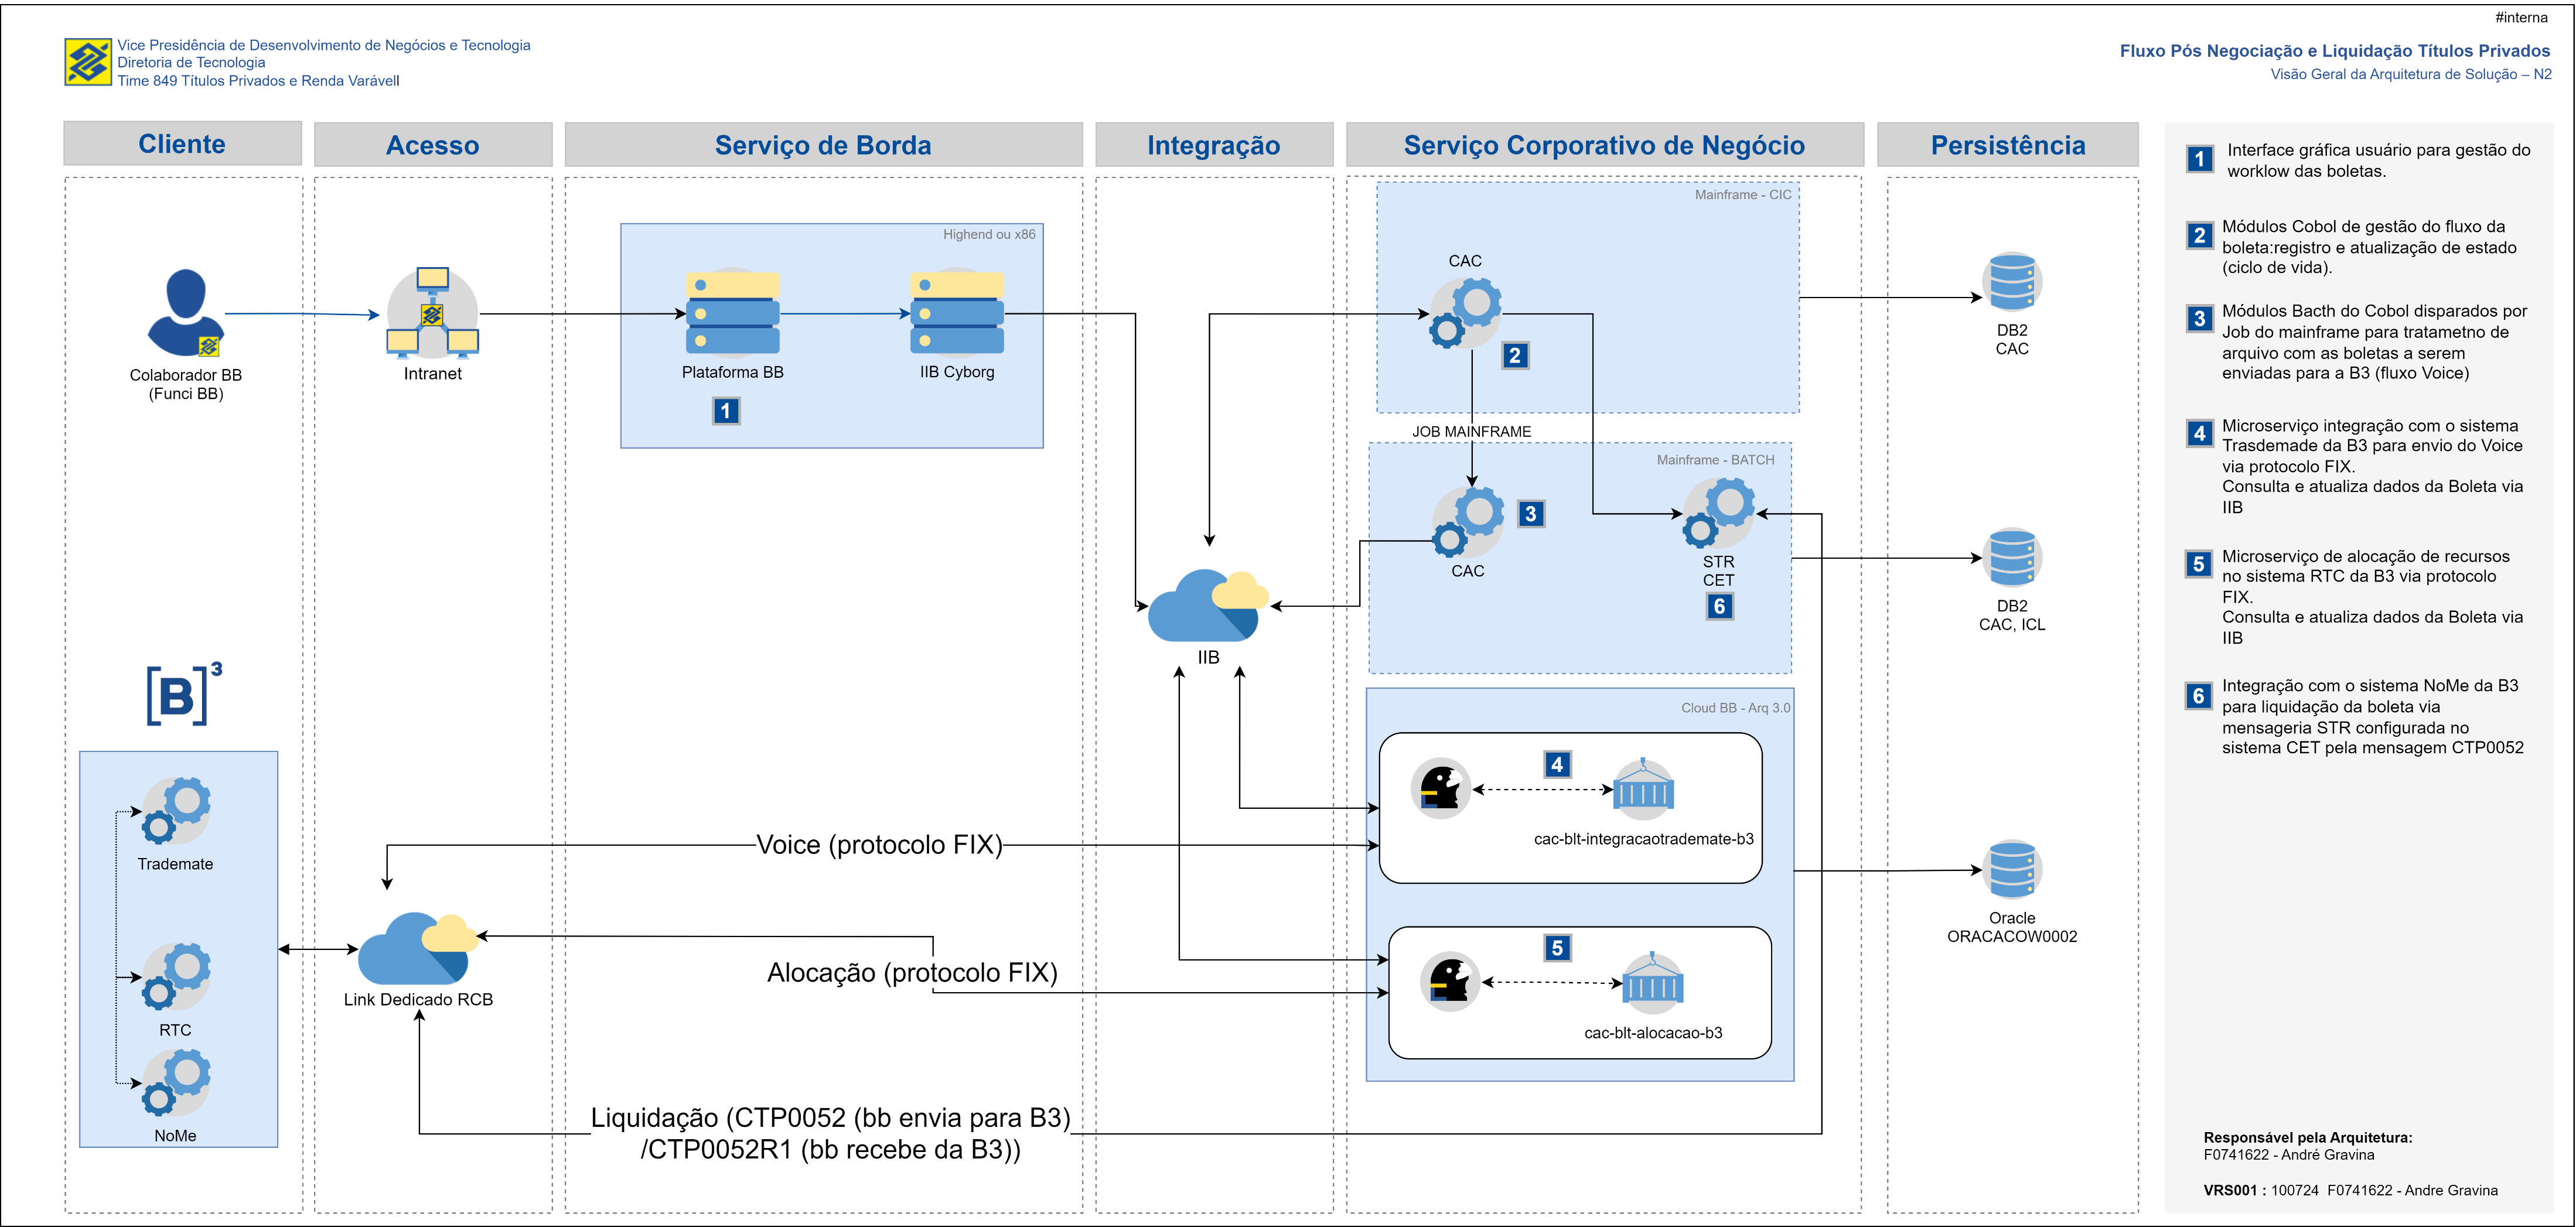 #interna
Vice Presidência de Desenvolvimento de Negócios e Tecnologia
Diretoria de Tecnologia
Time 849 Títulos Privados e Renda Varávell
Fluxo Pós Negociação e Liquidação Títulos Privados
Visão Geral da Arquitetura de Solução – N2
Cliente
Acesso
Serviço de Borda
Integração
Serviço Corporativo de Negócio
Persistência
Colaborador BB
(Funci BB)
Intranet
Highend ou x86
Plataforma BB
1
IIB Cyborg
IIB
Mainframe - CIC
CAC
2
JOB MAINFRAME
Mainframe - BATCH
CAC
3
STR
CET
6
Cloud BB - Arq 3.0
4
cac-blt-integracaotrademate-b3
5
cac-blt-alocacao-b3
DB2
CAC
DB2
CAC, ICL
Oracle
ORACACOW0002
[B]3
Trademate
RTC
NoMe
Link Dedicado RCB
Voice (protocolo FIX)
Alocação (protocolo FIX)
Liquidação (CTP0052 (bb envia para B3)
/CTP0052R1 (bb recebe da B3))
1
Interface gráfica usuário para gestão do
worklow das boletas.
2
Módulos Cobol de gestão do fluxo da
boleta:registro e atualização de estado
(ciclo de vida).
3
Módulos Bacth do Cobol disparados por
Job do mainframe para tratametno de
arquivo com as boletas a serem
enviadas para a B3 (fluxo Voice)
4
Microserviço integração com o sistema
Trasdemade da B3 para envio do Voice
via protocolo FIX.
Consulta e atualiza dados da Boleta via
IIB
5
Microserviço de alocação de recursos
no sistema RTC da B3 via protocolo
FIX.
Consulta e atualiza dados da Boleta via
IIB
6
Integração com o sistema NoMe da B3
para liquidação da boleta via
mensageria STR configurada no
sistema CET pela mensagem CTP0052
Responsável pela Arquitetura:
F0741622 - André Gravina
VRS001 : 100724 F0741622 - Andre Gravina